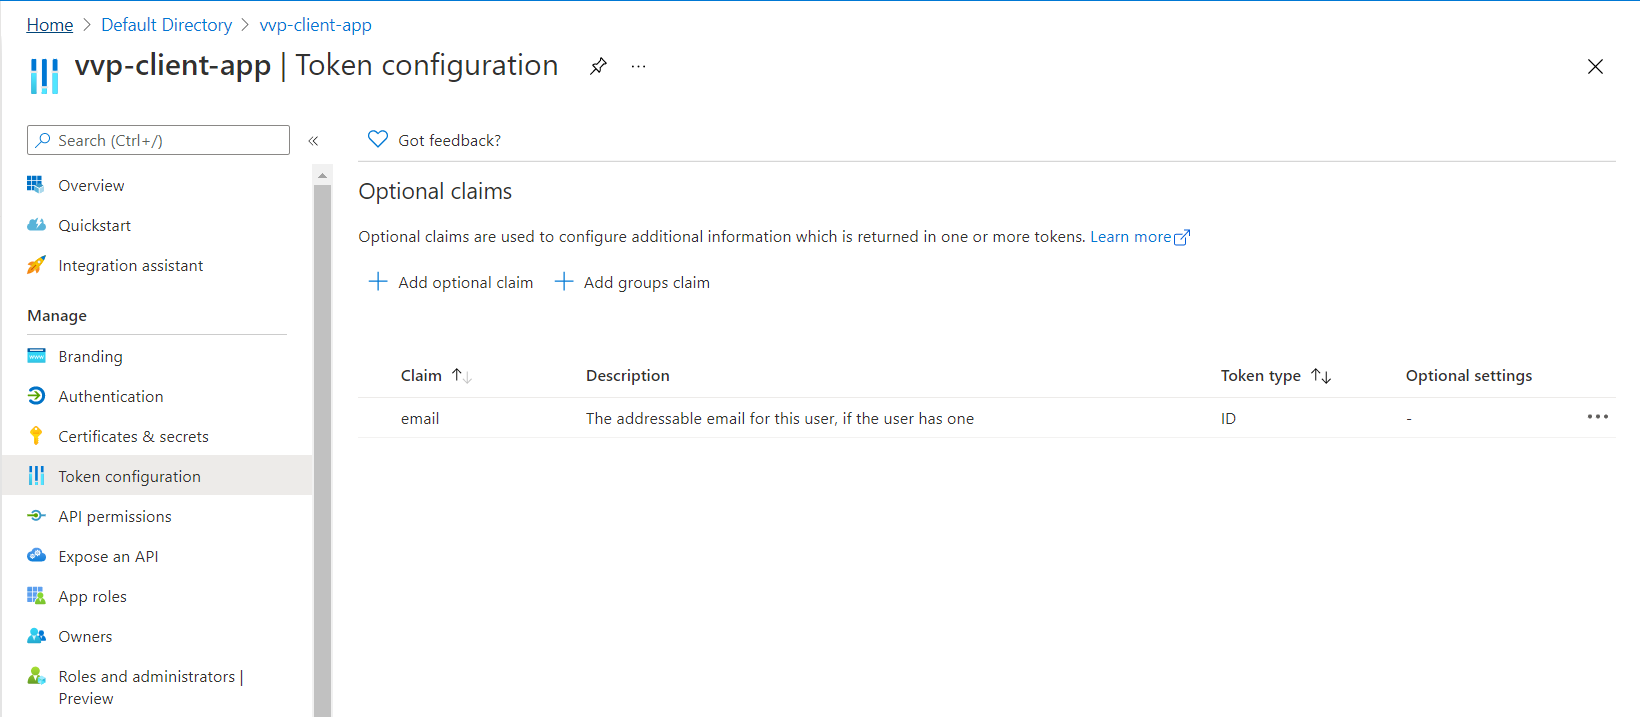 Home > Default Directory > vvp-client-app
vvp-client-app | Token configuration
Search (Ctrl+/)
Overview
Quickstart
Integration assistant
Manage
Branding
Authentication
Certificates & secrets
Token configuration
API permissions
Expose an API
App roles
Owners
Roles and administrators |
Preview
Got feedback?
Optional claims
Optional claims are used to configure additional information which is returned in one or more tokens. Learn more
Add optional claim Add groups claim
Claim Description Token type Optional settings
email The addressable email for this user, if the user has one ID -